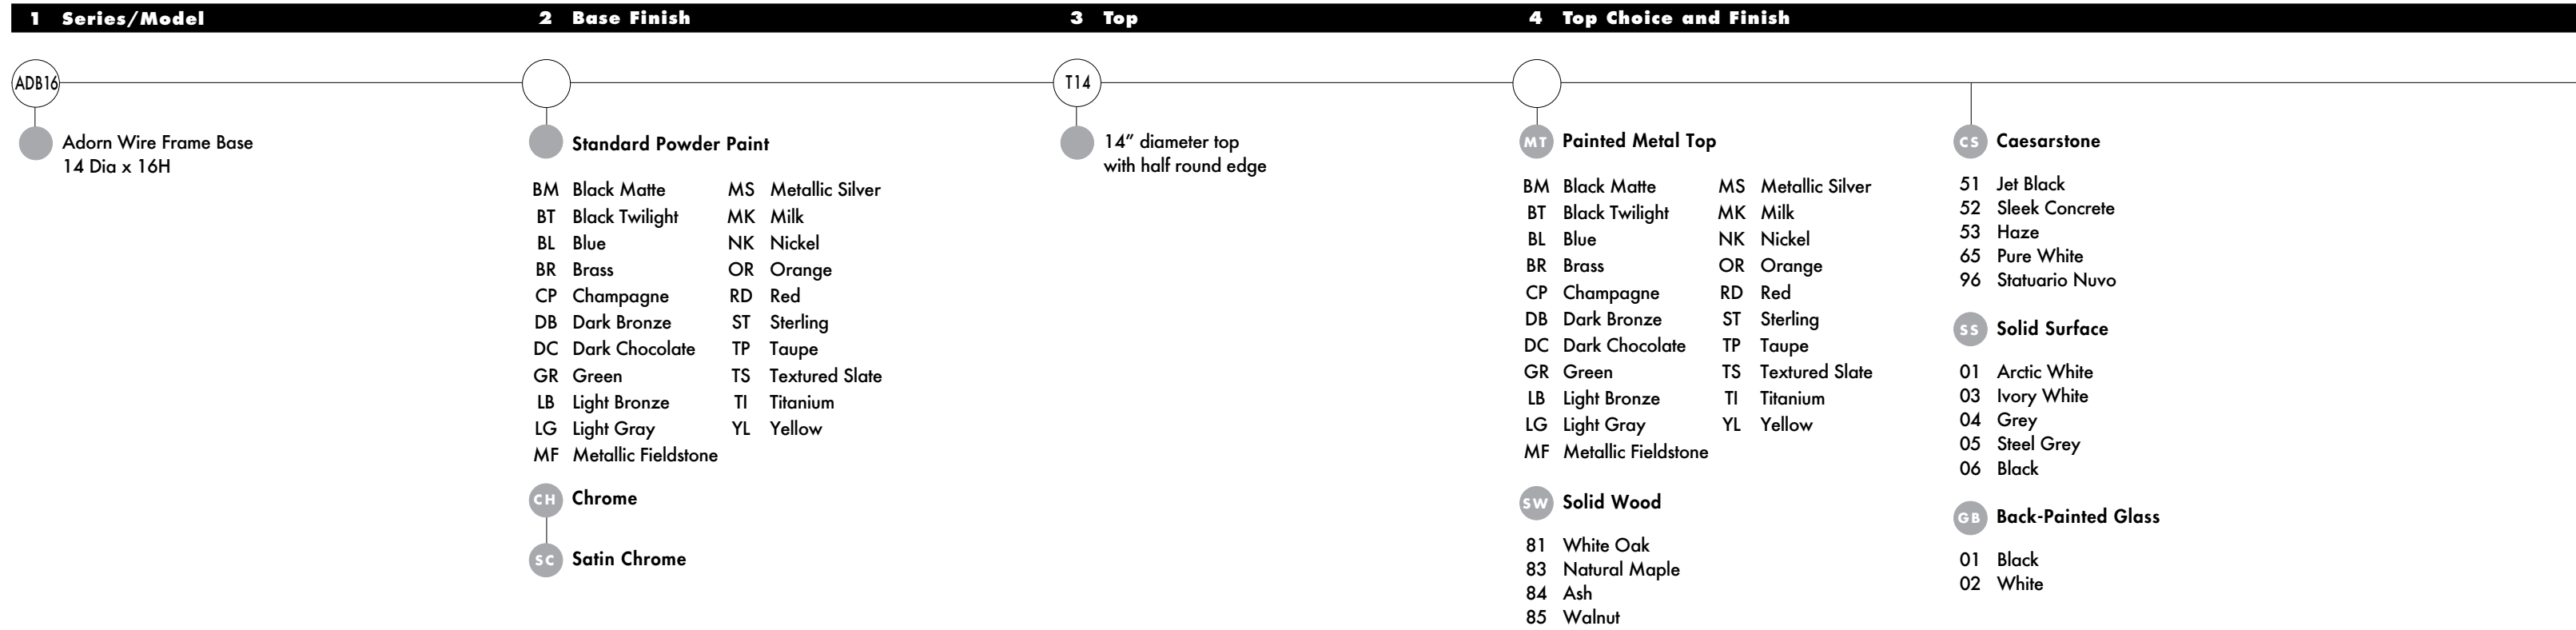 1 Series/Model 2 Base Finish 3 Top 4 Top Choice and Finish
ADB16
Adorn Wire Frame Base
14 Dia x 16H
Standard Powder Paint
BM Black Matte MS Metallic Silver
BT Black Twilight MK Milk
BL Blue NK Nickel
BR Brass OR Orange
CP Champagne RD Red
DB Dark Bronze ST Sterling
DC Dark Chocolate TP Taupe
GR Green TS Textured Slate
LB Light Bronze TI Titanium
LG Light Gray YL Yellow
MF Metallic Fieldstone
CH Chrome
SC Satin Chrome
T14
14” diameter top
with half round edge
MT Painted Metal Top
BM Black Matte MS Metallic Silver
BT Black Twilight MK Milk
BL Blue NK Nickel
BR Brass OR Orange
CP Champagne RD Red
DB Dark Bronze ST Sterling
DC Dark Chocolate TP Taupe
GR Green TS Textured Slate
LB Light Bronze TI Titanium
LG Light Gray YL Yellow
MF Metallic Fieldstone
SW Solid Wood
81 White Oak
83 Natural Maple
84 Ash
85 Walnut
CS Caesarstone
51 Jet Black
52 Sleek Concrete
53 Haze
65 Pure White
96 Statuario Nuvo
SS Solid Surface
01 Arctic White
03 Ivory White
04 Grey
05 Steel Grey
06 Black
GB Back-Painted Glass
01 Black
02 White